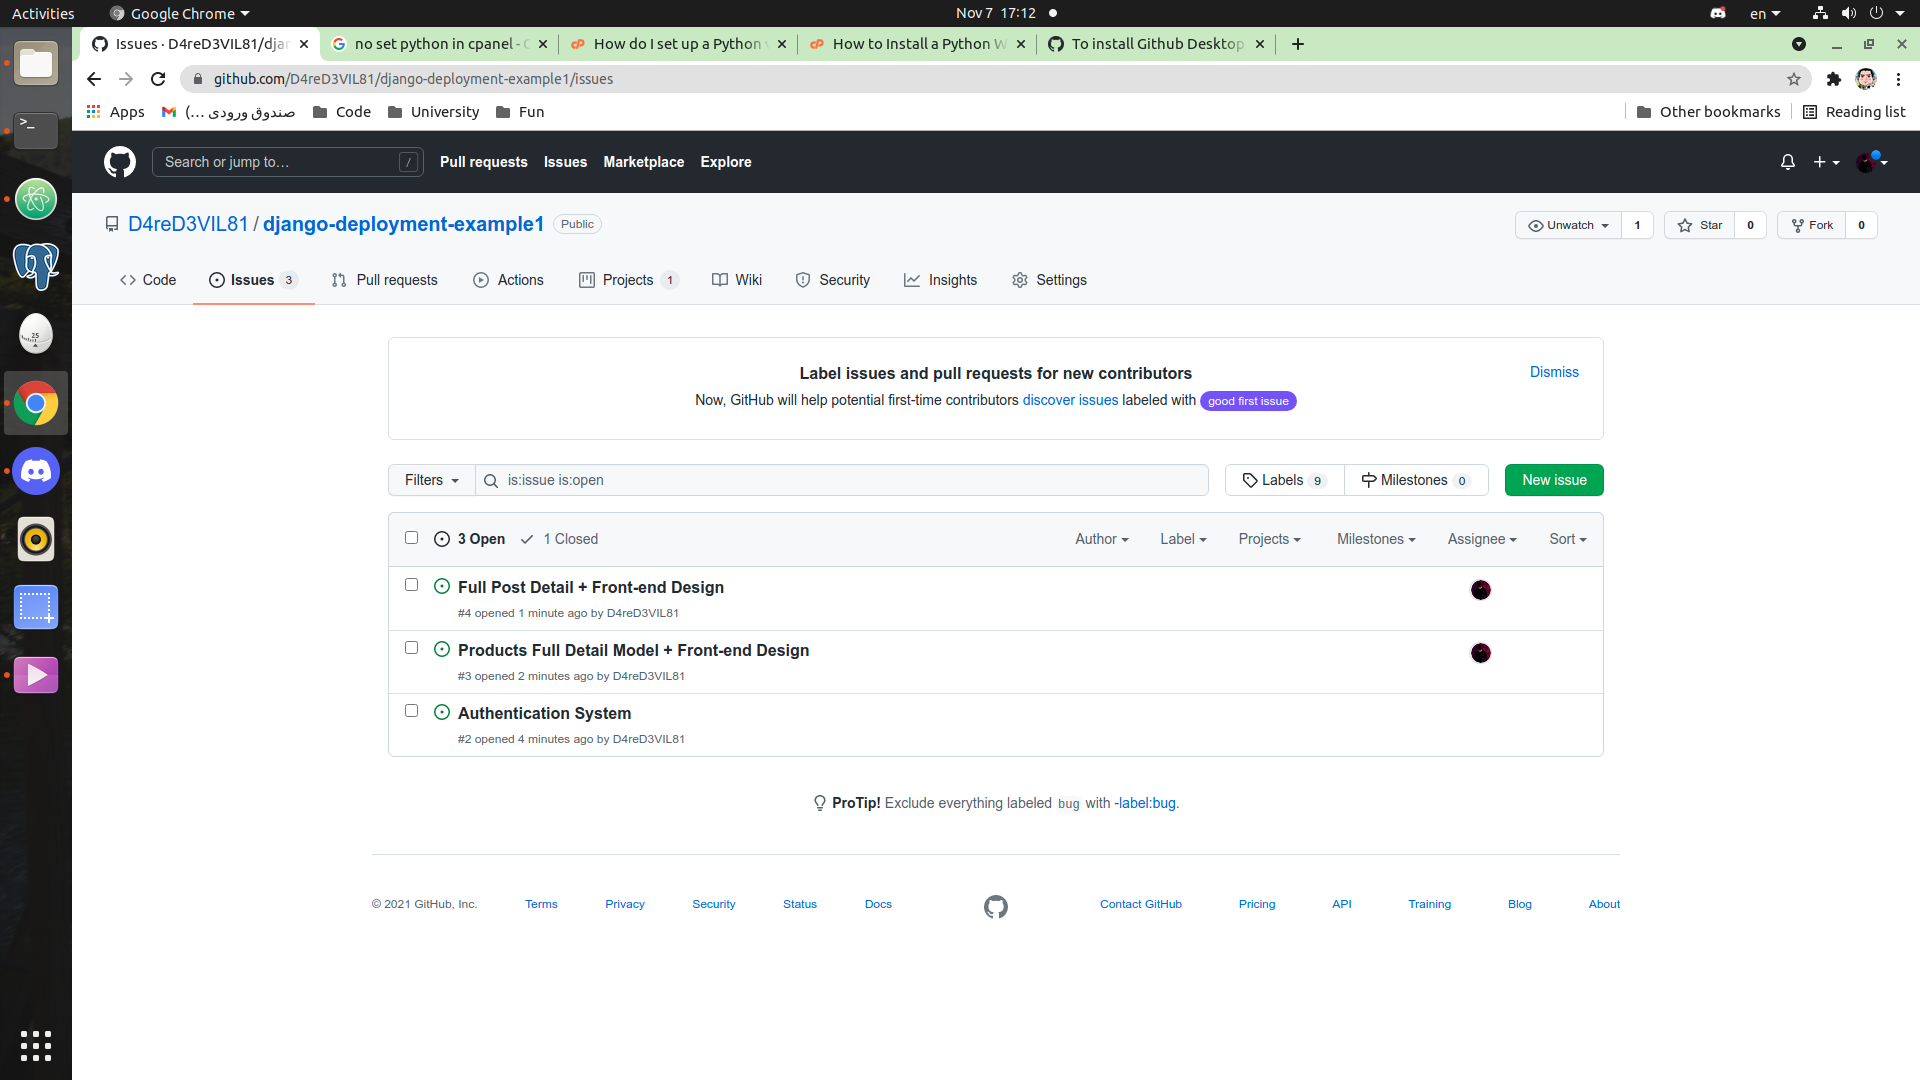 Activities Google Chrome Nov 7 17:12 en
Issues · D4reD3VIL81/djan no set python in cpanel - G How do I set up a Python How to Install a Python W To install Github Desktop
github.com/D4reD3VIL81/django-deployment-example1/issues
Apps صندوق ورودی ... ) Code University Fun Other bookmarks Reading list
Search or jump to… / Pull requests Issues Marketplace Explore
D4reD3VIL81 / django-deployment-example1 Public Unwatch 1 Star 0 Fork 0
Code Issues 3 Pull requests Actions Projects 1 Wiki Security Insights Settings
Label issues and pull requests for new contributors Dismiss
Now, GitHub will help potential first-time contributors discover issues labeled with good first issue
Filters is:issue is:open Labels 9 Milestones 0 New issue
3 Open 1 Closed Author Label Projects Milestones Assignee Sort
Full Post Detail + Front-end Design
#4 opened 1 minute ago by D4reD3VIL81
Products Full Detail Model + Front-end Design
#3 opened 2 minutes ago by D4reD3VIL81
Authentication System
#2 opened 4 minutes ago by D4reD3VIL81
ProTip! Exclude everything labeled bug with -label:bug.
© 2021 GitHub, Inc. Terms Privacy Security Status Docs Contact GitHub Pricing API Training Blog About